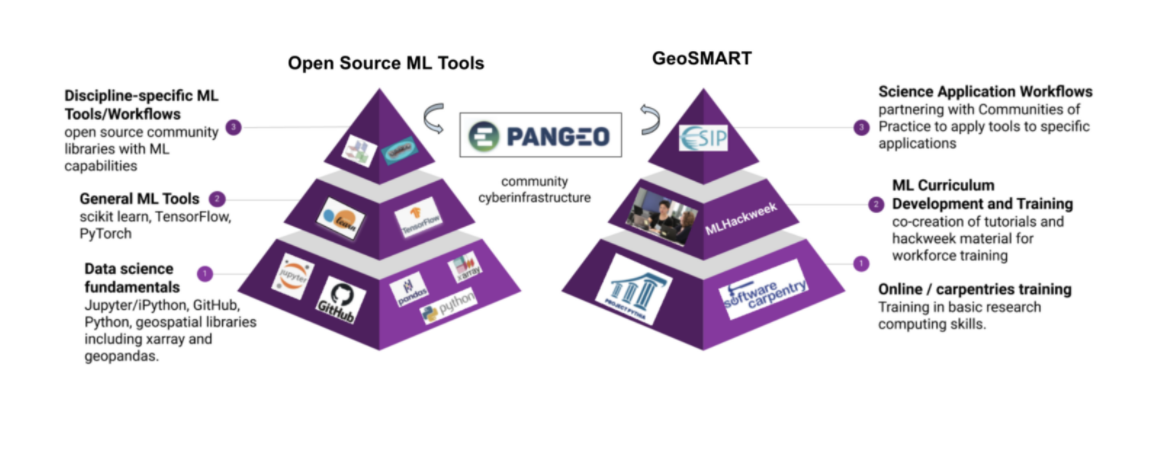 Open Source ML Tools
GeoSMART
Discipline-specific ML
Tools/Workflows
open source community
libraries with ML
capabilities
3
General ML Tools
2
scikit learn, TensorFlow,
PyTorch
Data science
fundamentals
1
Jupyter/iPython, GitHub,
Python, geospatial libraries
including xarray and
geopandas.
TensorFlow
jupyter
GitHub
pandas
xarray
python
PANGEO
community
cyberinfrastructure
ESIP
MLHackweek
PROJECT PYTHIA
software
carpentry
3
Science Application Workflows
partnering with Communities of
Practice to apply tools to specific
applications
2
ML Curriculum
Development and Training
co-creation of tutorials and
hackweek material for
workforce training
1
Online / carpentries training
Training in basic research
computing skills.